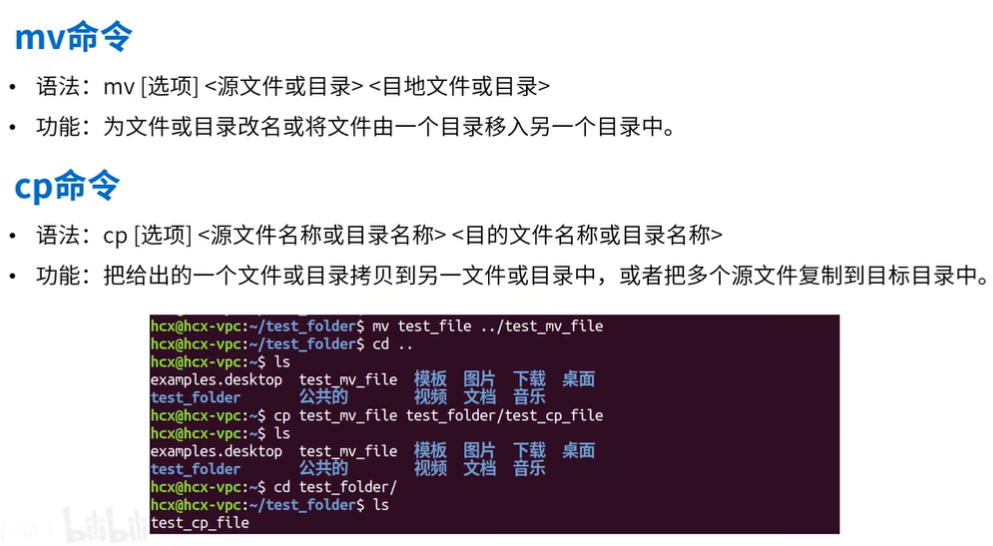 mv命令
• 语法：mv [选项] <源文件或目录> <目地文件或目录>
• 功能：为文件或目录改名或将文件由一个目录移入另一个目录中。
cp命令
• 语法：cp [选项] <源文件名称或目录名称> <目的文件名称或目录名称>
• 功能：把给出的一个文件或目录拷贝到另一文件或目录中，或者把多个源文件复制到目标目录中。
hcx@hcx-vpc:~/test_folder$ mv test_file ../test_mv_file
hcx@hcx-vpc:~/test_folder$ cd ..
hcx@hcx-vpc:~$ ls
examples.desktop test_mv_file 模板 图片 下载 桌面
test_folder 公共的 视频 文档 音乐
hcx@hcx-vpc:~$ cp test_mv_file test_folder/test_cp_file
hcx@hcx-vpc:~$ ls
examples.desktop test_mv_file 模板 图片 下载 桌面
test_folder 公共的 视频 文档 音乐
hcx@hcx-vpc:~$ cd test_folder/
hcx@hcx-vpc:~/test_folder$ ls
test_cp_file
bilibili